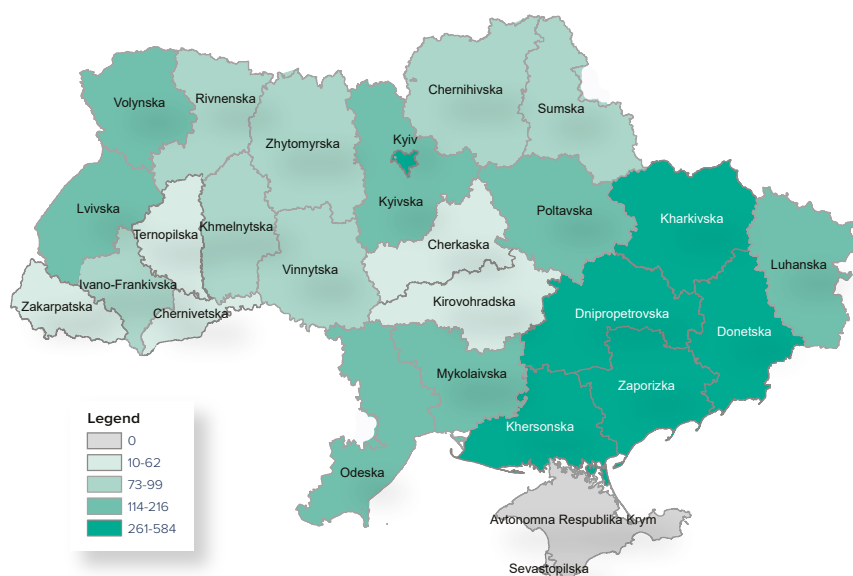 Volynska
Rivnenska
Chernihivska
Sumska
Zhytomyrska
Kyiv
Lvivska
Kyivska
Poltavska
Kharkivska
Ternopilska
Khmelnytska
Cherkaska
Luhanska
Vinnytska
Ivano-Frankivska
Zakarpatska
Chernivetska
Kirovohradska
Dnipropetrovska
Donetska
Mykolaivska
Zaporizka
Khersonska
Odeska
Avtonomna Respublika Krym
Sevastopilska
Legend
0
10-62
73-99
114-216
261-584